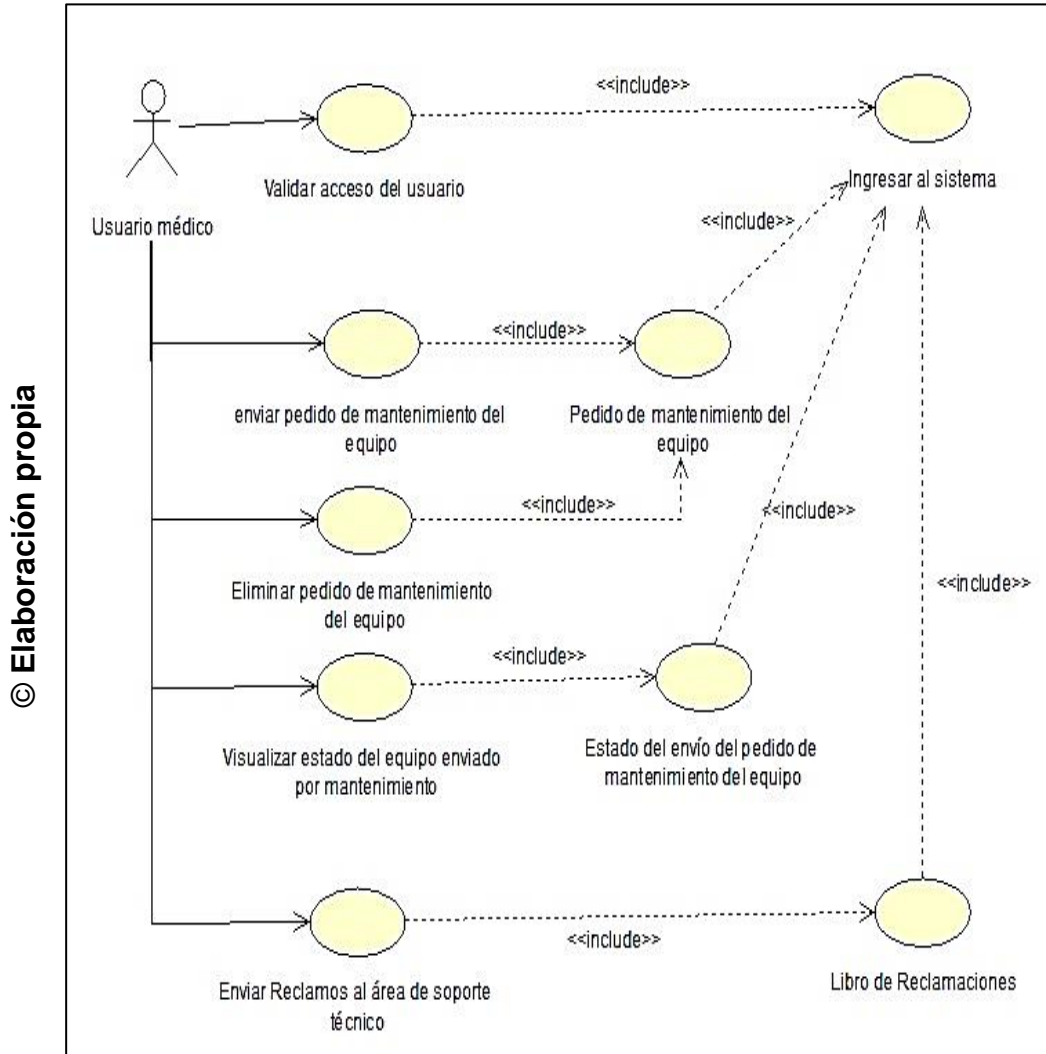 <<include>>
Validar acceso del usuario
Ingresar al sistema
Usuario médico
<<include>>
<<include>>
enviar pedido de mantenimiento del
equipo
Pedido de mantenimiento del
equipo
<<include>>
<<include>>
Eliminar pedido de mantenimiento
del equipo
<<include>>
<<include>>
Visualizar estado del equipo enviado
por mantenimiento
Estado del envío del pedido de
mantenimiento del equipo
<<include>>
Enviar Reclamos al área de soporte
técnico
Libro de Reclamaciones
© Elaboración propia